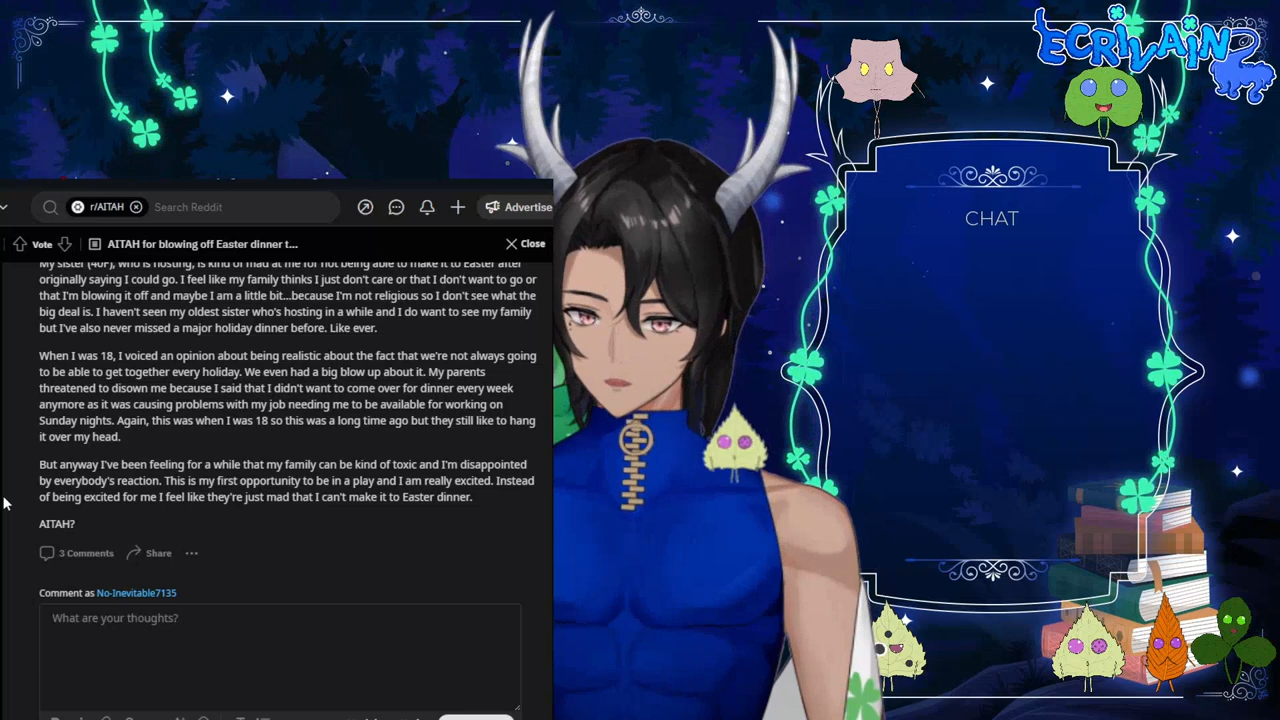 ECRIVAIN
r/AITAH
Search Reddit
Advertise
Vote
AITAH for blowing off Easter dinner t...
Close
My sister (40F), who is hosting, is kind of mad at me for not being able to make it to Easter after
originally saying I could go. I feel like my family thinks I just don't care or that I don't want to go or
that I'm blowing it off and maybe I am a little bit...because I'm not religious so I don't see what the
big deal is. I haven't seen my oldest sister who's hosting in a while and I do want to see my family
but I've also never missed a major holiday dinner before. Like ever.
When I was 18, I voiced an opinion about being realistic about the fact that we're not always going
to be able to get together every holiday. We even had a big blow up about it. My parents
threatened to disown me because I said that I didn't want to come over for dinner every week
anymore as it was causing problems with my job needing me to be available for working on
Sunday nights. Again, this was when I was 18 so this was a long time ago but they still like to hang
it over my head.
But anyway I've been feeling for a while that my family can be kind of toxic and I'm disappointed
by everybody's reaction. This is my first opportunity to be in a play and I am really excited. Instead
of being excited for me I feel like they're just mad that I can't make it to Easter dinner.
AITAH?
3 Comments
Share
Comment as No-Inevitable7135
What are your thoughts?
CHAT